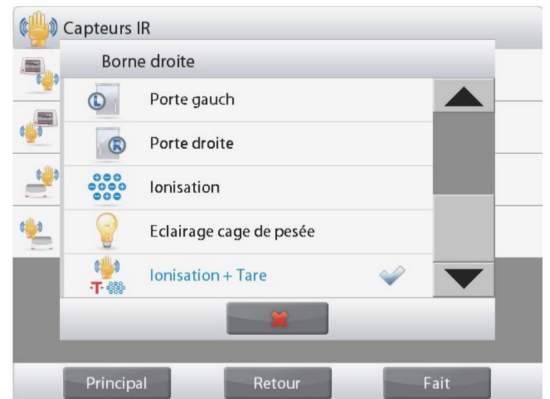 Capteurs IR
Borne droite
L
Porte gauch
R
Porte droite
Ionisation
Eclairage cage de pesée
T
Ionisation + Tare
Principal
Retour
Fait